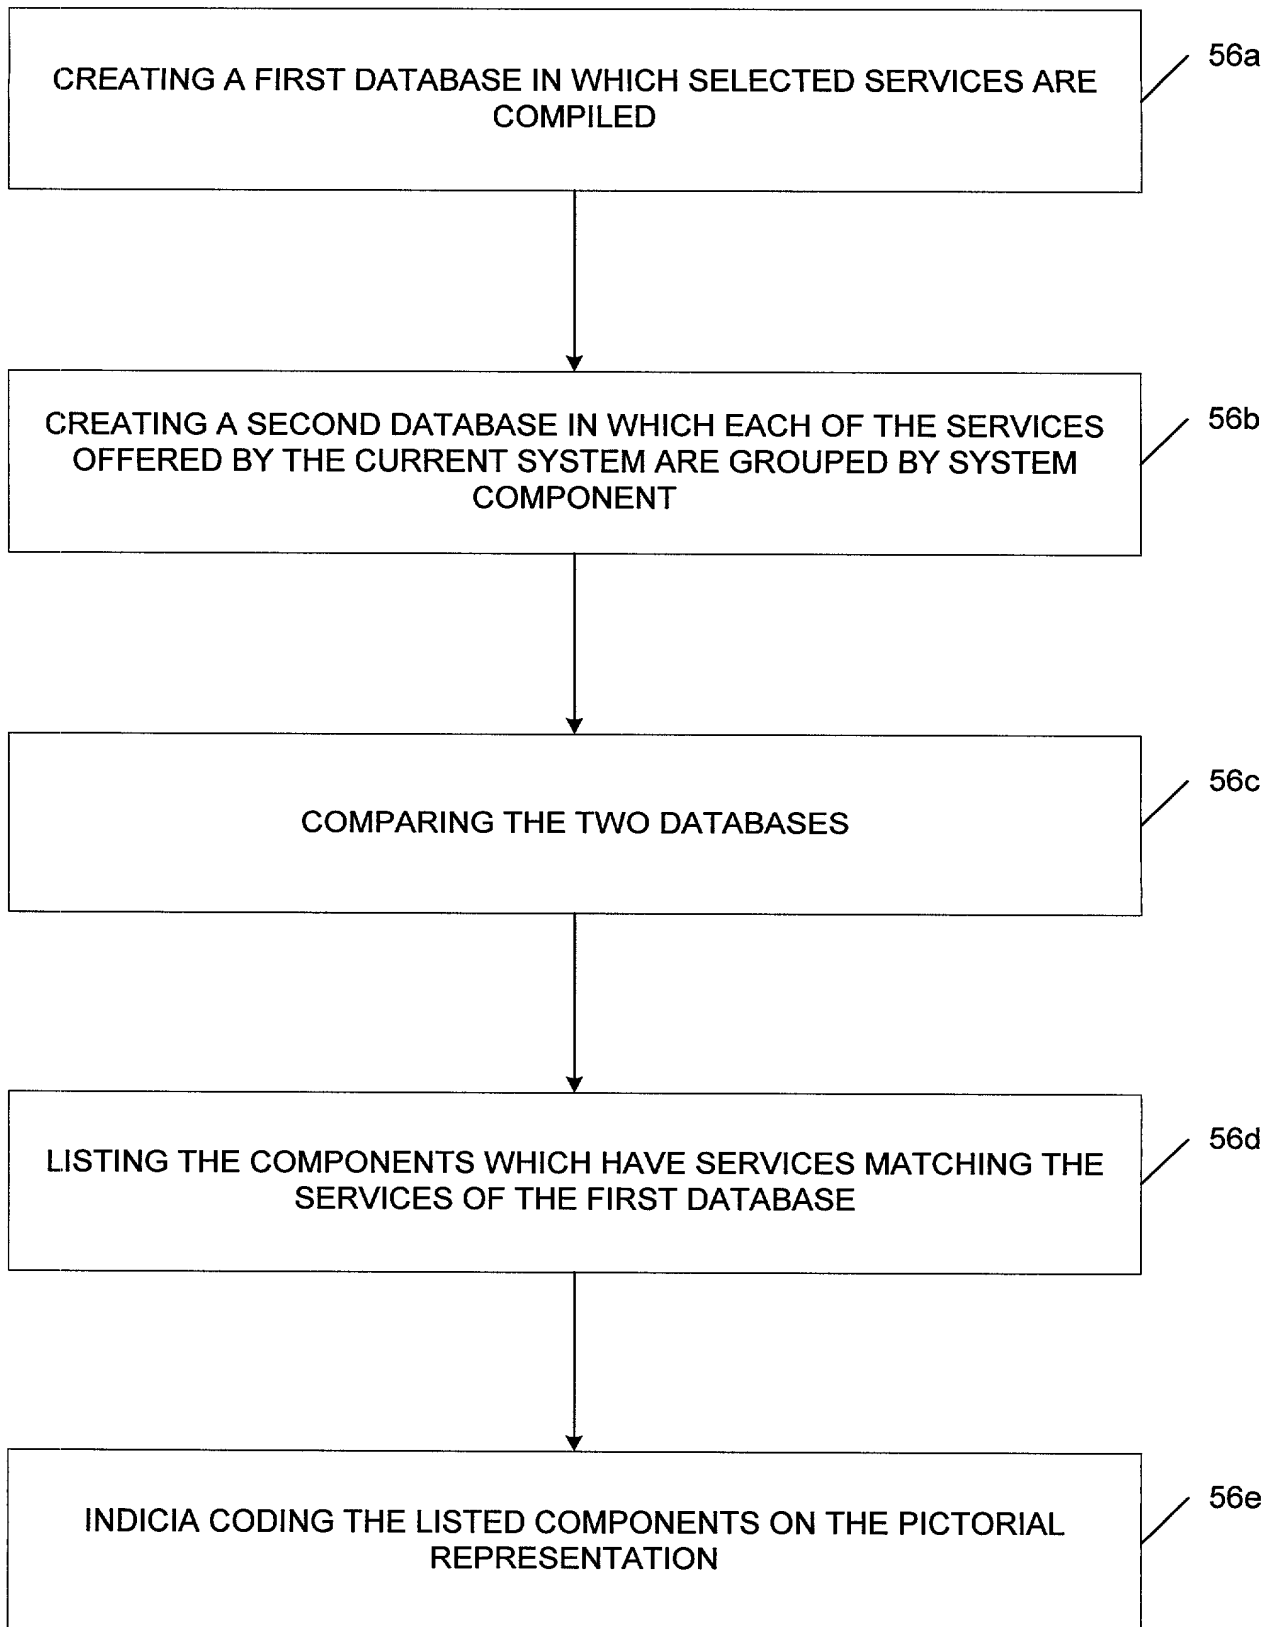 CREATING A FIRST DATABASE IN WHICH SELECTED SERVICES ARE
COMPILED
56a
CREATING A SECOND DATABASE IN WHICH EACH OF THE SERVICES
OFFERED BY THE CURRENT SYSTEM ARE GROUPED BY SYSTEM
COMPONENT
56b
COMPARING THE TWO DATABASES
56c
LISTING THE COMPONENTS WHICH HAVE SERVICES MATCHING THE
SERVICES OF THE FIRST DATABASE
56d
INDICIA CODING THE LISTED COMPONENTS ON THE PICTORIAL
REPRESENTATION
56e